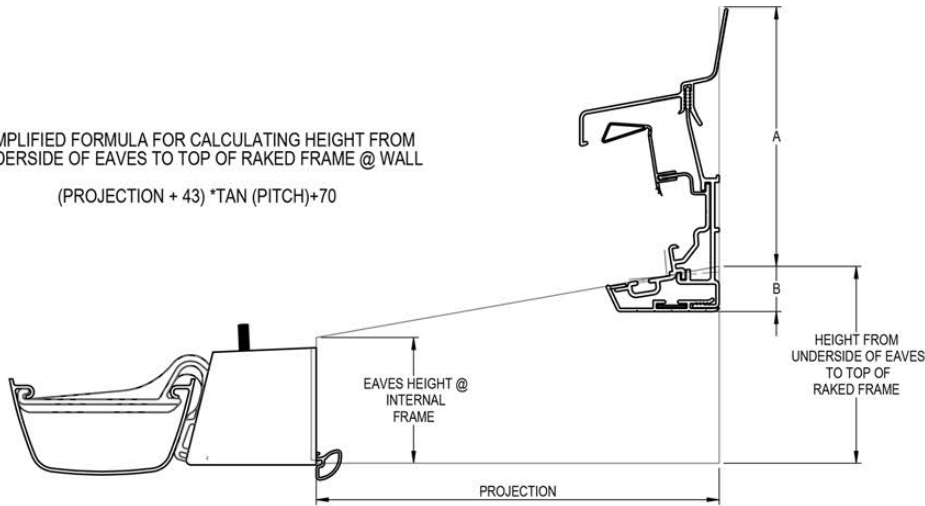 MPLIFIED FORMULA FOR CALCULATING HEIGHT FROM
DERSIDE OF EAVES TO TOP OF RAKED FRAME @ WALL
(PROJECTION + 43) *TAN (PITCH)+70
A
B
HEIGHT FROM
UNDERSIDE OF EAVES
TO TOP OF
RAKED FRAME
EAVES HEIGHT @
INTERNAL
FRAME
PROJECTION